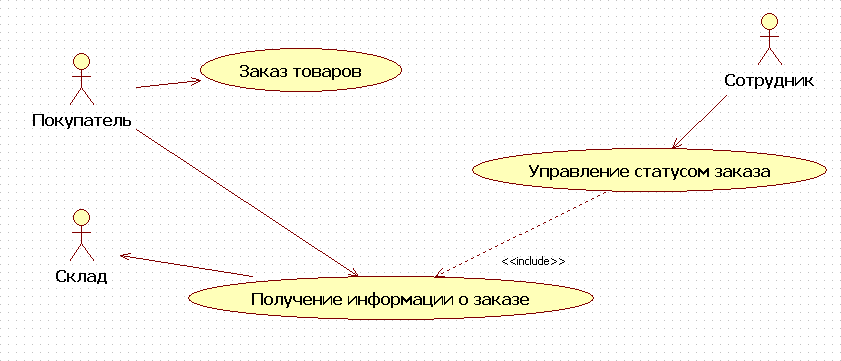 Сотрудник
Заказ товаров
Покупатель
Управление статусом заказа
<<include>>
Склад
Получение информации о заказе